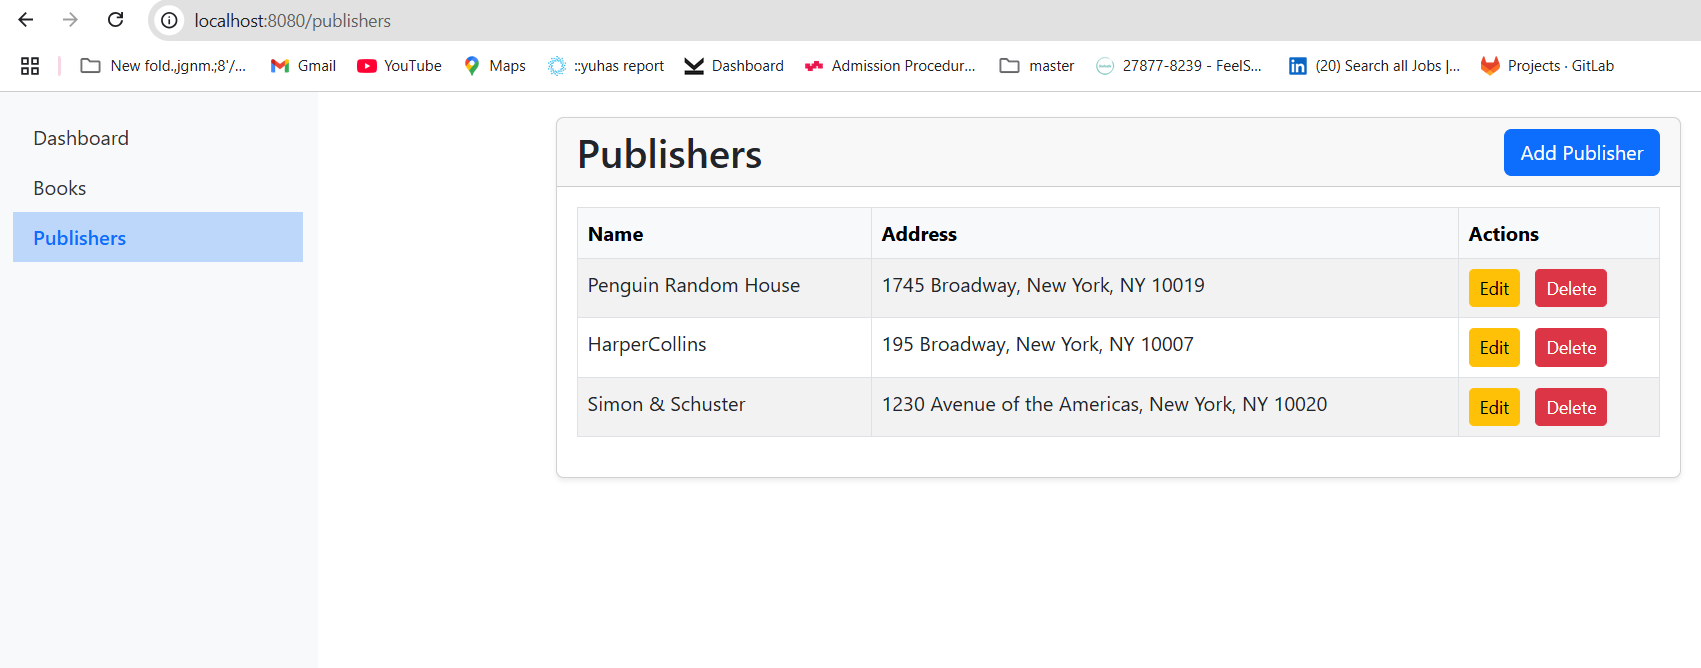 localhost:8080/publishers
New fold.,jgnm.;8'/... Gmail YouTube Maps ::yuhas report Dashboard Admission Procedur... master 27877-8239 - FeelS... (20) Search all Jobs |... Projects · GitLab
Dashboard
Books
Publishers
Publishers Add Publisher
Name Address Actions
Penguin Random House 1745 Broadway, New York, NY 10019 Edit Delete
HarperCollins 195 Broadway, New York, NY 10007 Edit Delete
Simon & Schuster 1230 Avenue of the Americas, New York, NY 10020 Edit Delete